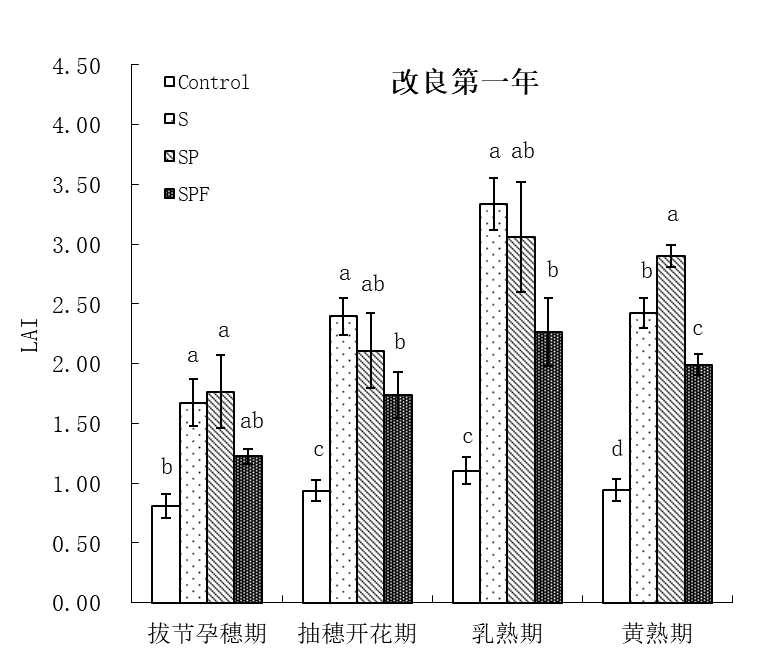 改良第一年
4.50
4.00
3.50
3.00
2.50
2.00
1.50
1.00
0.50
0.00
LAI
Control
S
SP
SPF
b a a ab
c a ab b
c a ab b
d b a c
拔节孕穗期 抽穗开花期 乳熟期 黄熟期